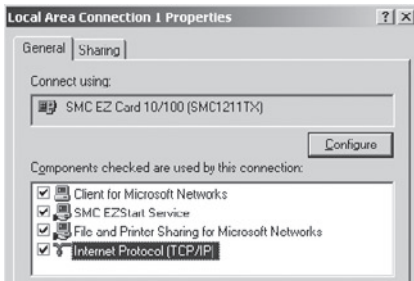 Local Area Connection 1 Properties
General Sharing
Connect using:
SMC EZ Card 10/100 (SMC1211TX)
Configure
Components checked are used by this connection:
Client for Microsoft Networks
SMC EZStart Service
File and Printer Sharing for Microsoft Networks
Internet Protocol (TCP/IP)